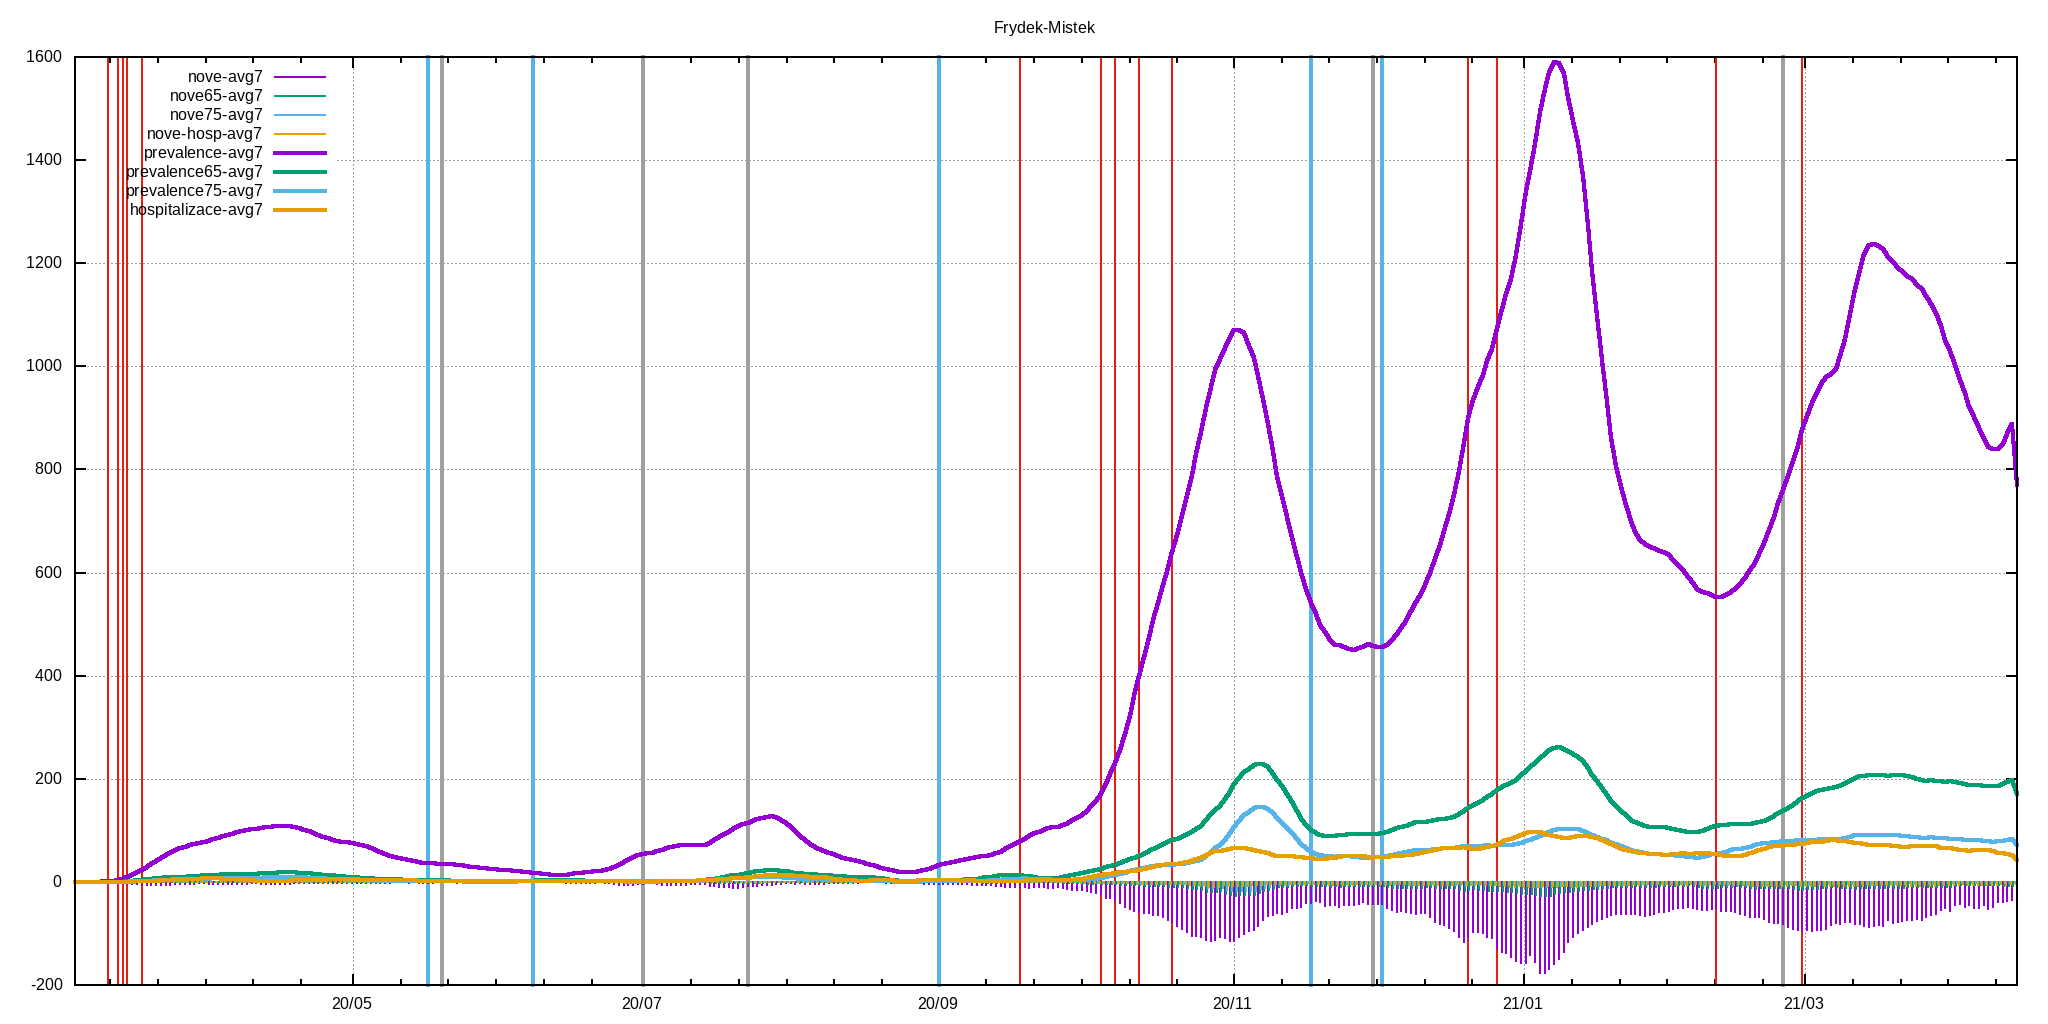 Frydek-Mistek
1600
1400
1200
1000
800
600
400
200
0
-200
nove-avg7
nove65-avg7
nove75-avg7
nove-hosp-avg7
prevalence-avg7
prevalence65-avg7
prevalence75-avg7
hospitalizace-avg7
20/05 20/07 20/09 20/11 21/01 21/03